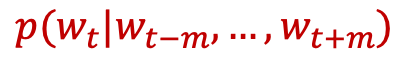 p(w_t|w_{t-m}, ..., w_{t+m})